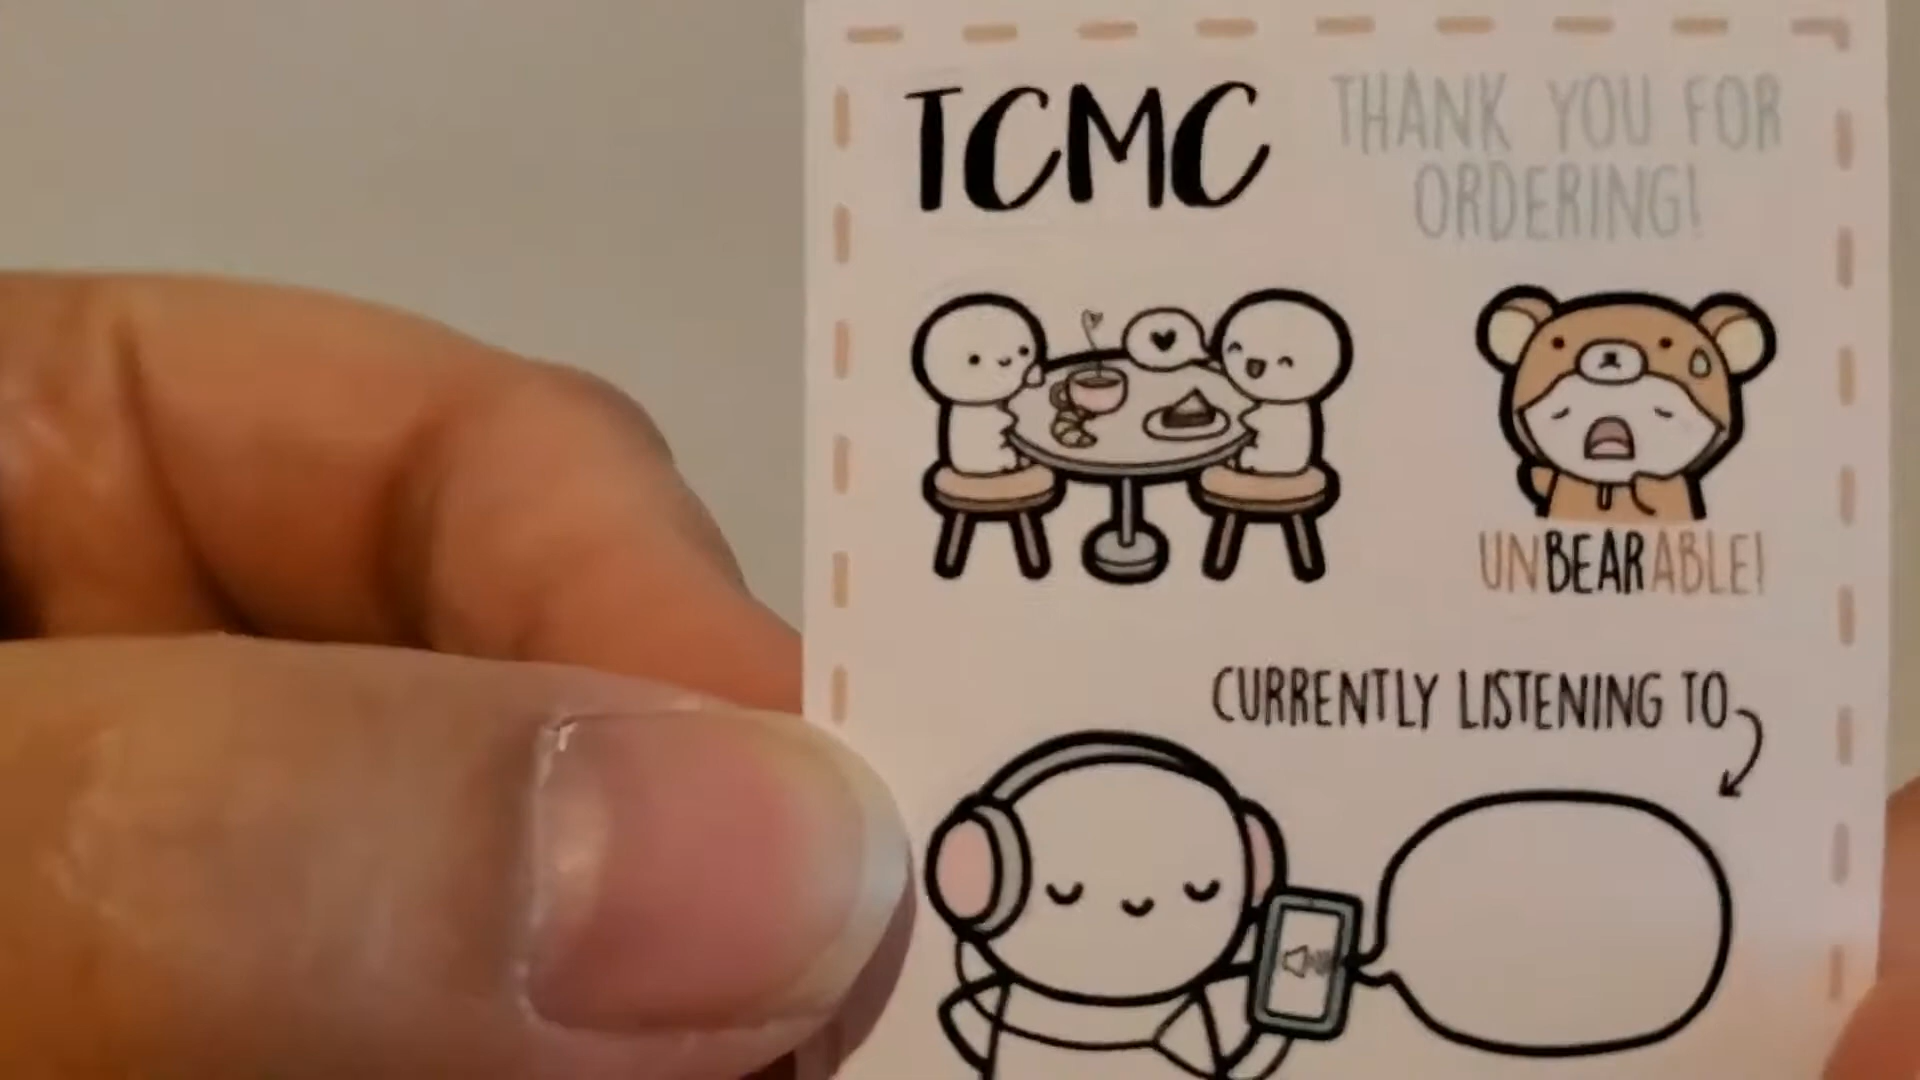 TCMC
THANK YOU FOR
ORDERING!
UNBEARABLE!
CURRENTLY LISTENING TO